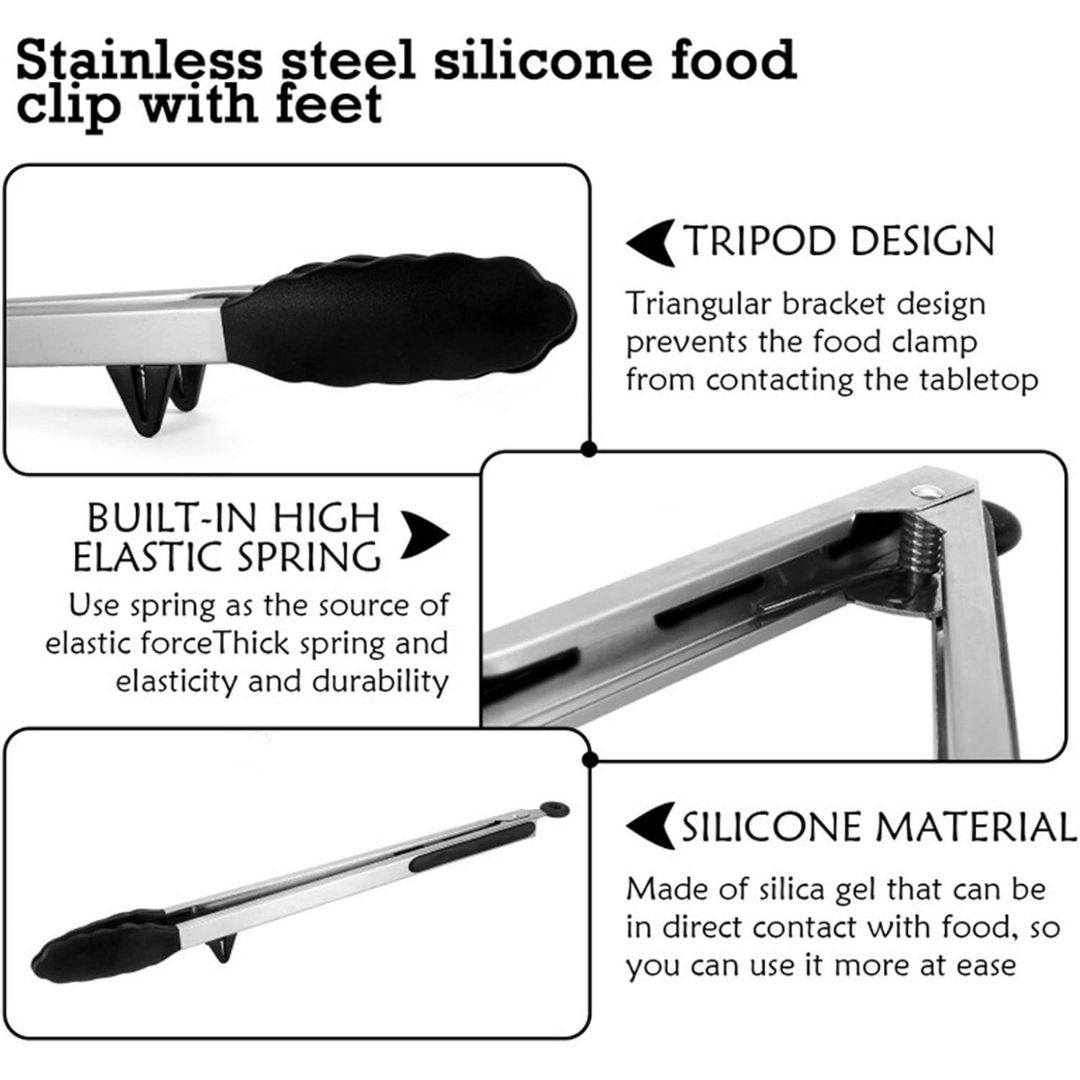 Stainless steel silicone food
clip with feet
TRIPOD DESIGN
Triangular bracket design
prevents the food clamp
from contacting the tabletop
BUILT-IN HIGH
ELASTIC SPRING
Use spring as the source of
elastic forceThick spring and
elasticity and durability
SILICONE MATERIAL
Made of silica gel that can be
in direct contact with food, so
you can use it more at ease